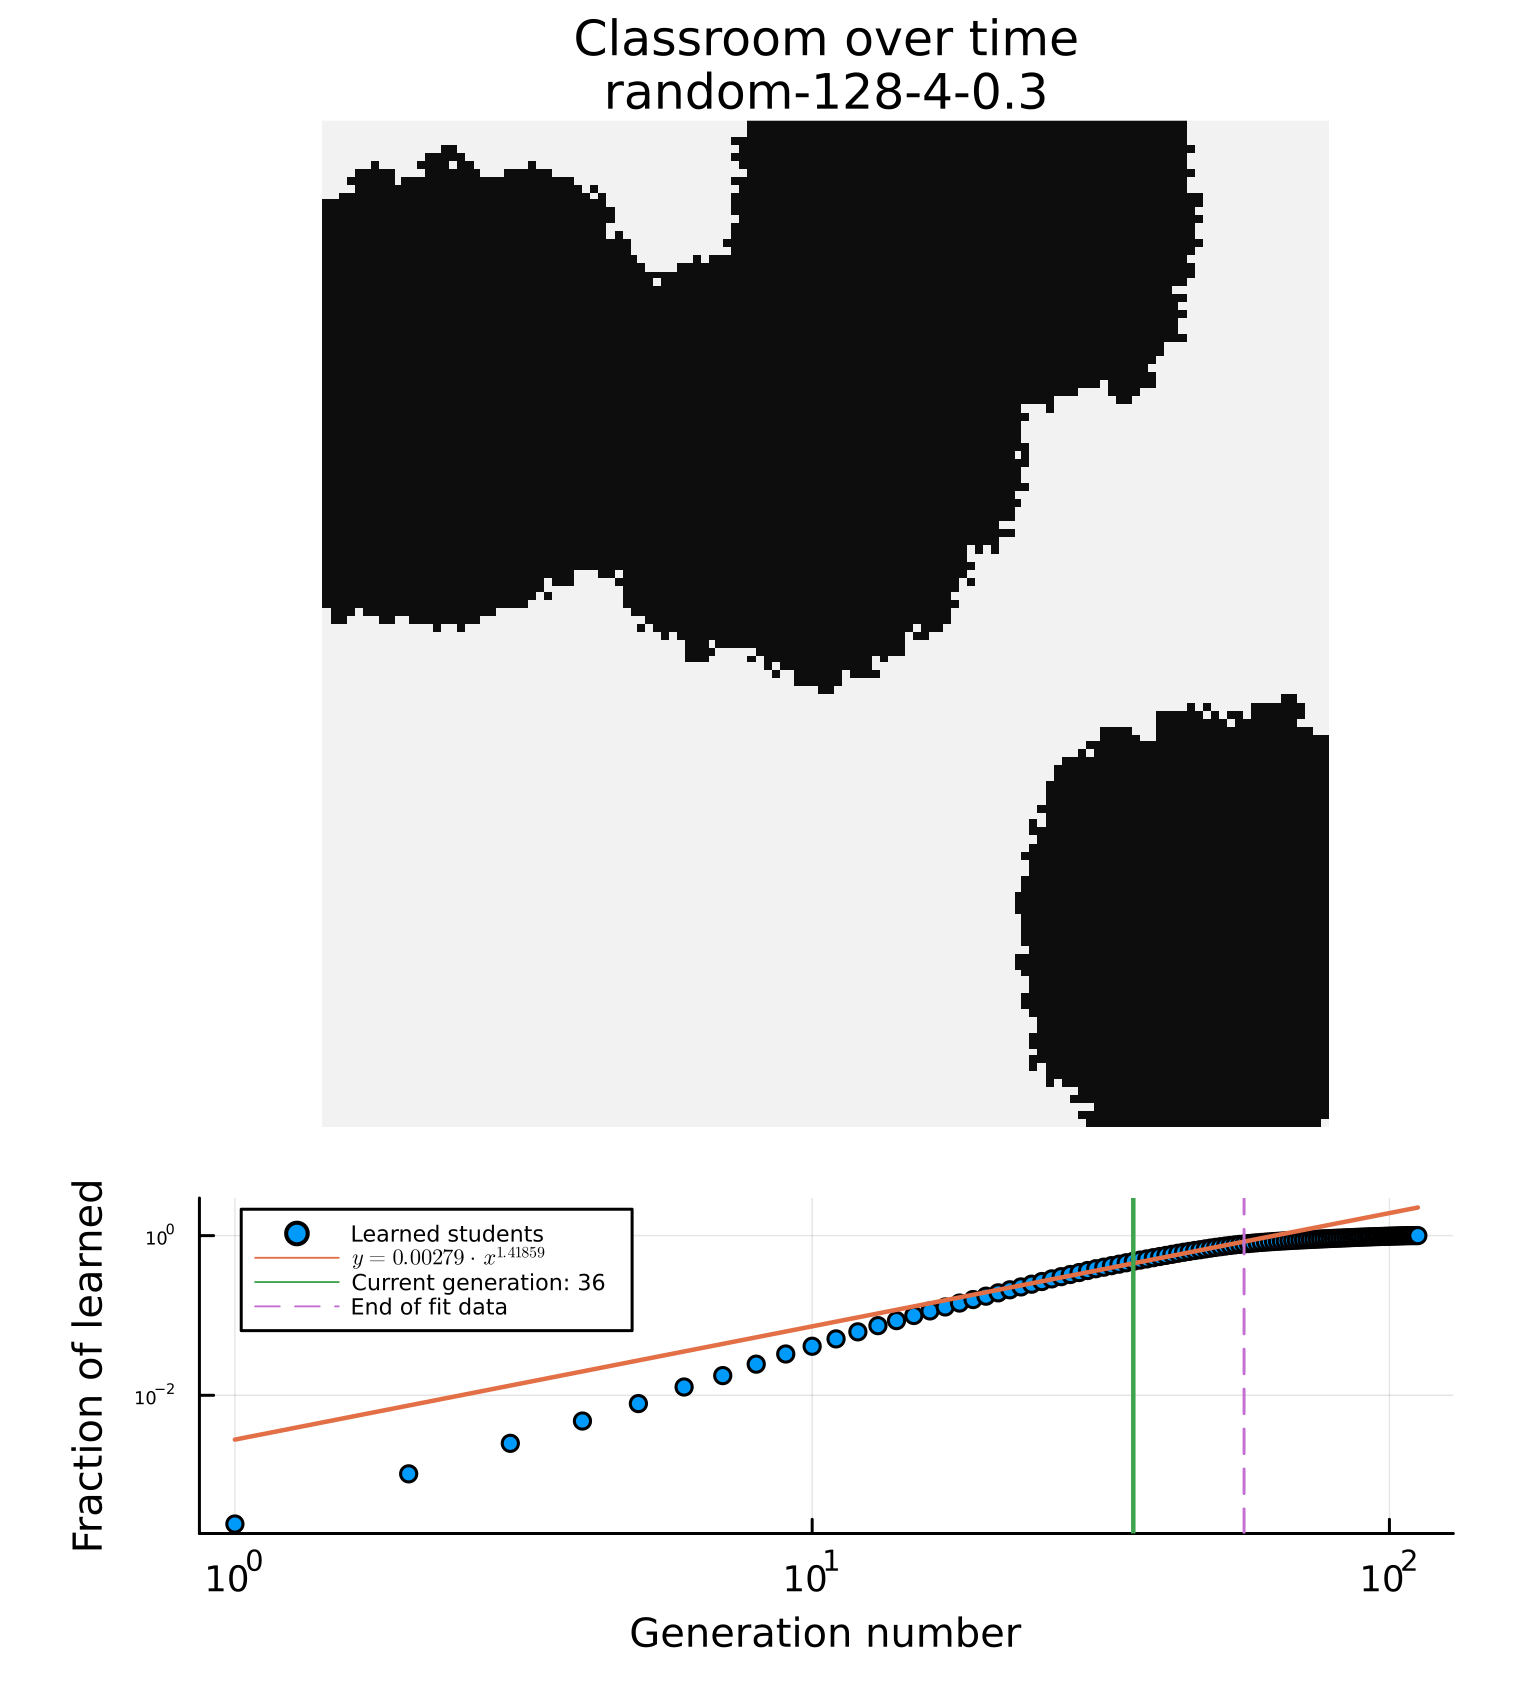 Classroom over time
random-128-4-0.3
Fraction of learned
10^0
10^−2
Learned students
y = 0.00279 · x^1.41859
Current generation: 36
End of fit data
10^0 10^1 10^2
Generation number